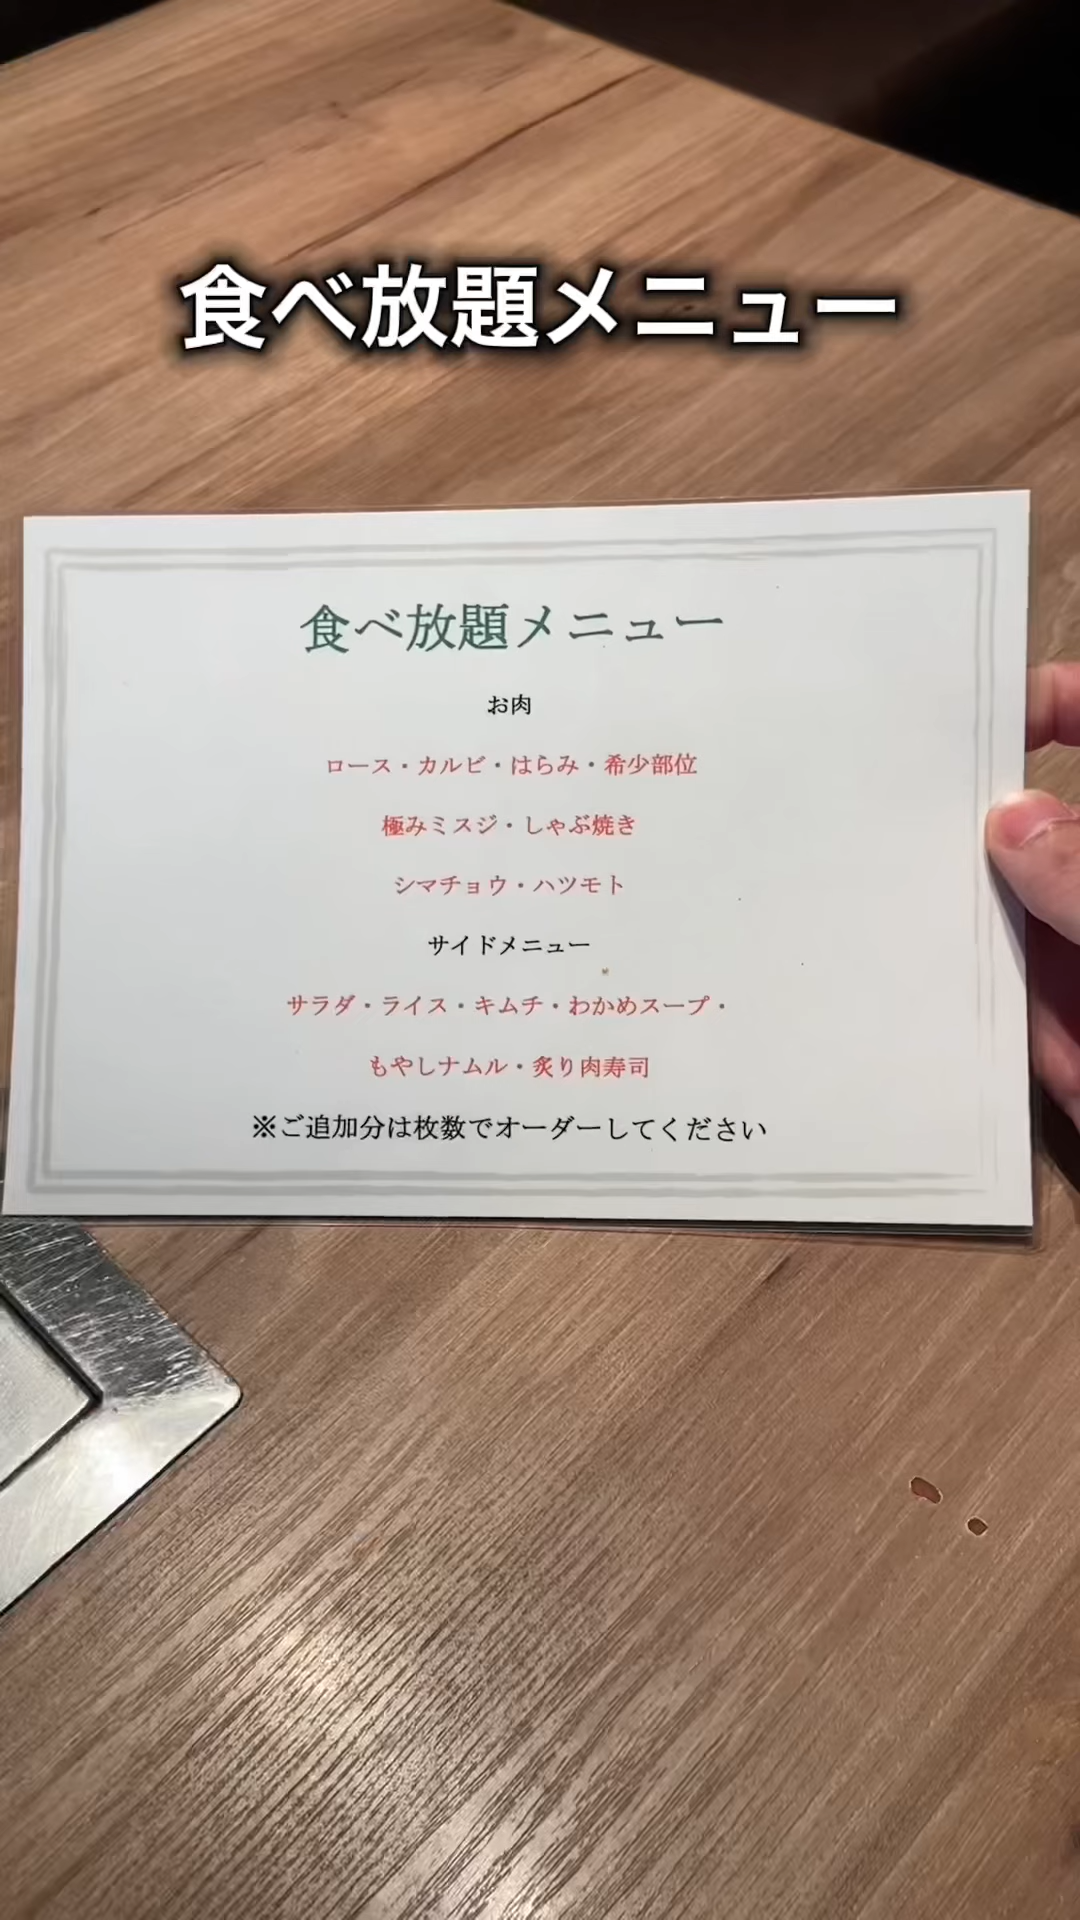 食べ放題メニュー
食べ放題メニュー
お肉
ロース・カルビ・はらみ・希少部位
極みミスジ・しゃぶ焼き
シマチョウ・ハツモト
サイドメニュー
サラダ・ライス・キムチ・わかめスープ・
もやしナムル・炙り肉寿司
※ご追加分は枚数でオーダーしてください